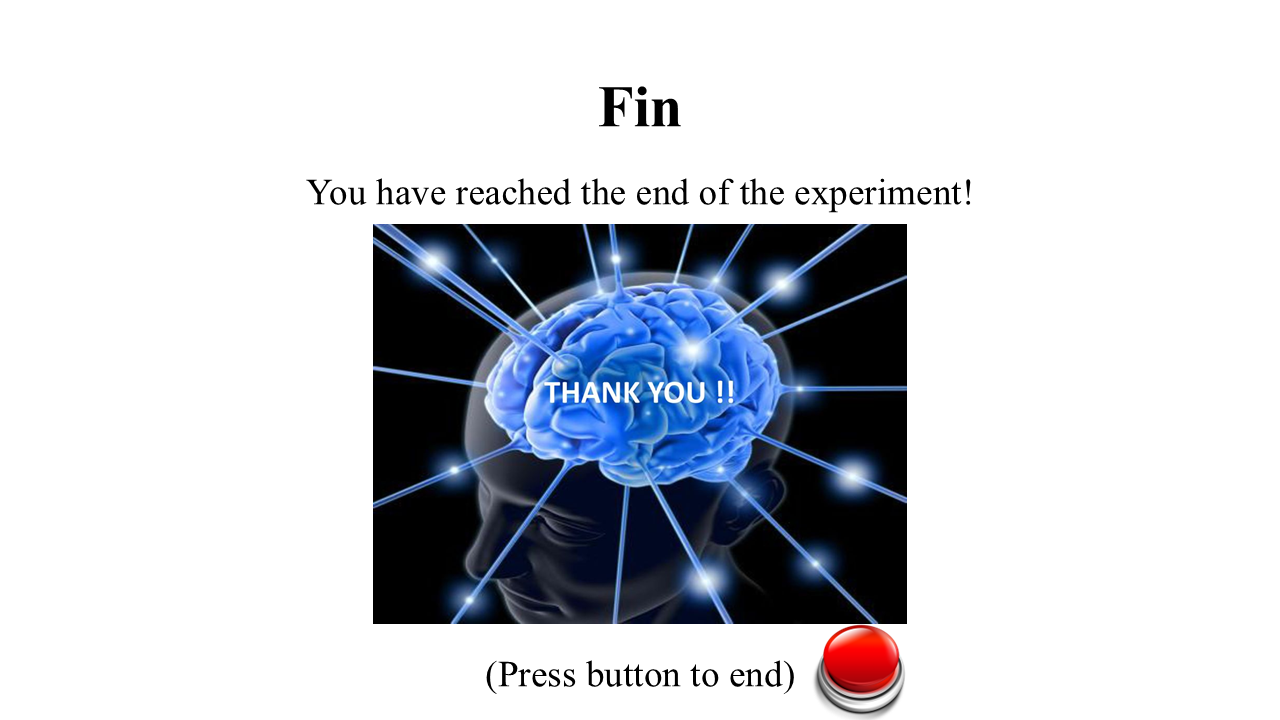 Fin
You have reached the end of the experiment!
THANK YOU !!
(Press button to end)